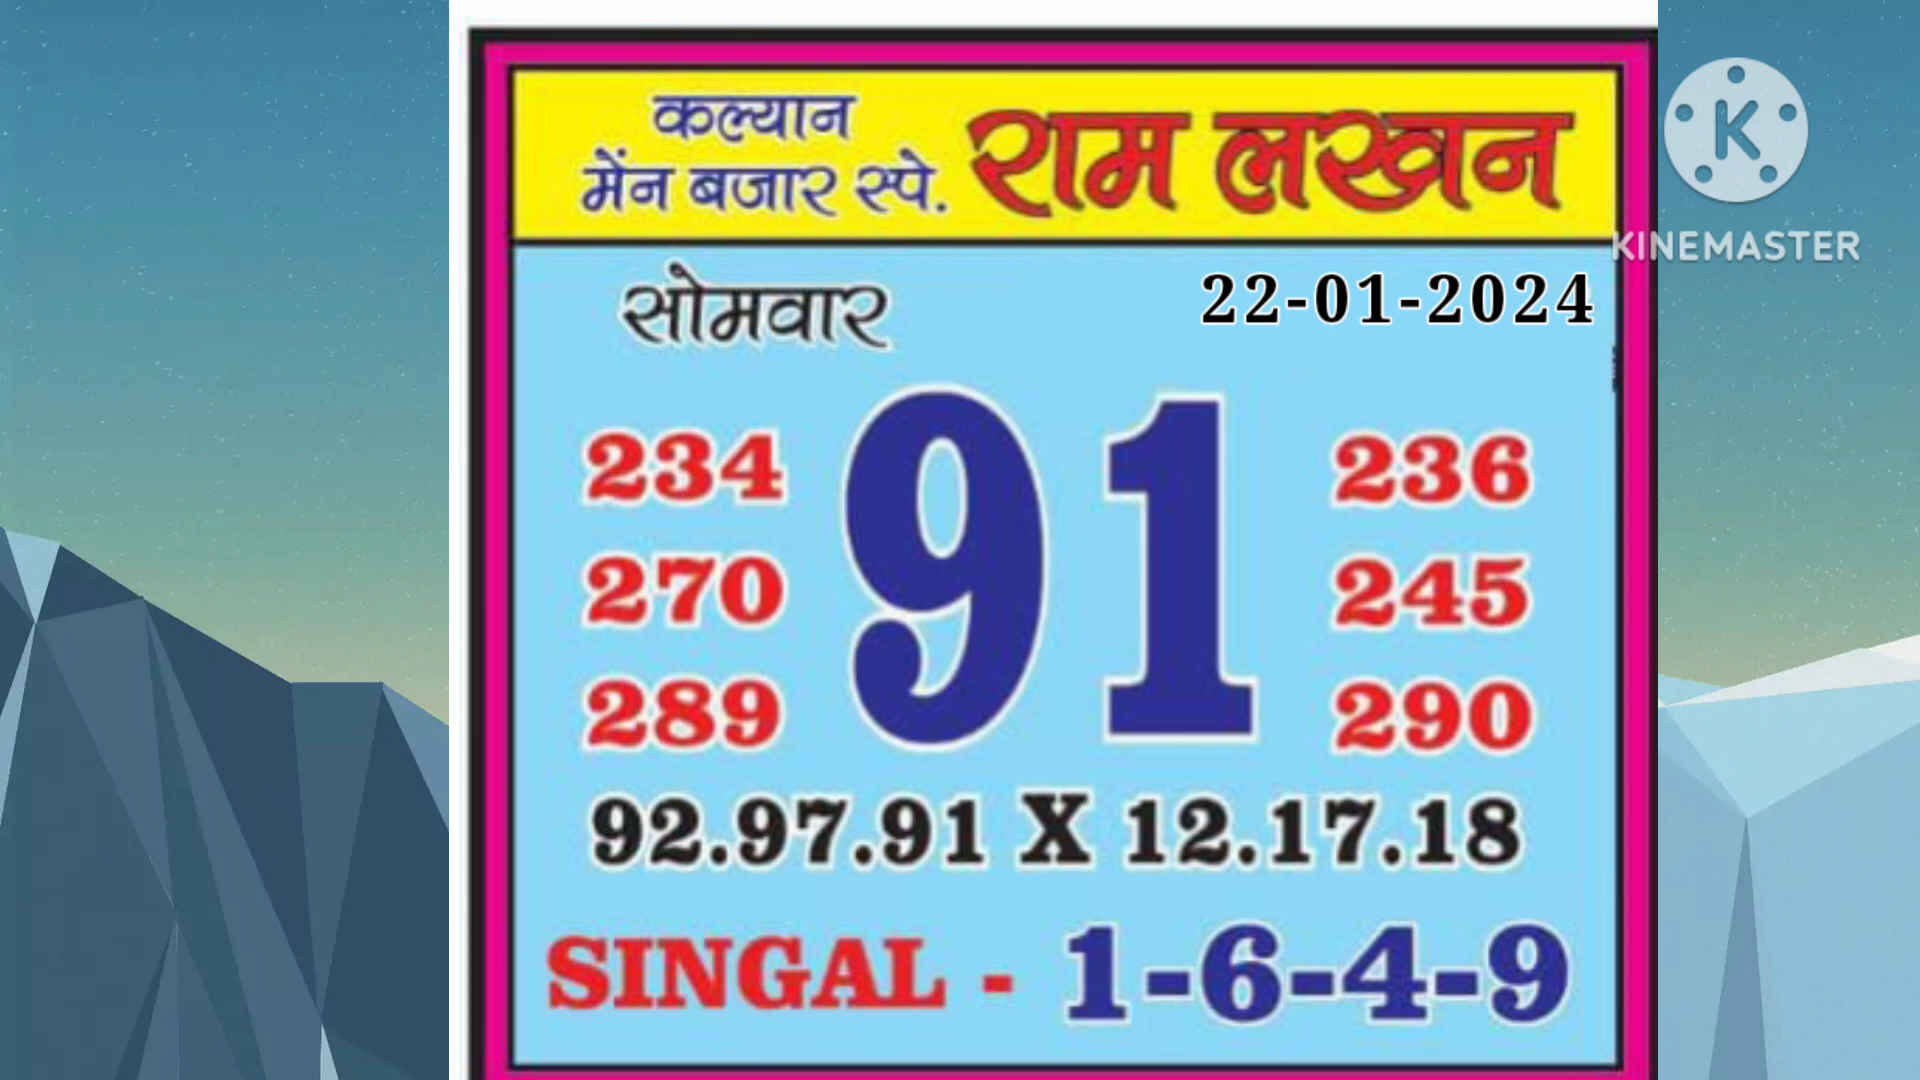 कल्यान
मेंन बजार स्पे. राम लखन
KINEMASTER
सोमवार 22-01-2024
234 91 236
270 245
289 290
92.97.91 X 12.17.18
SINGAL - 1-6-4-9